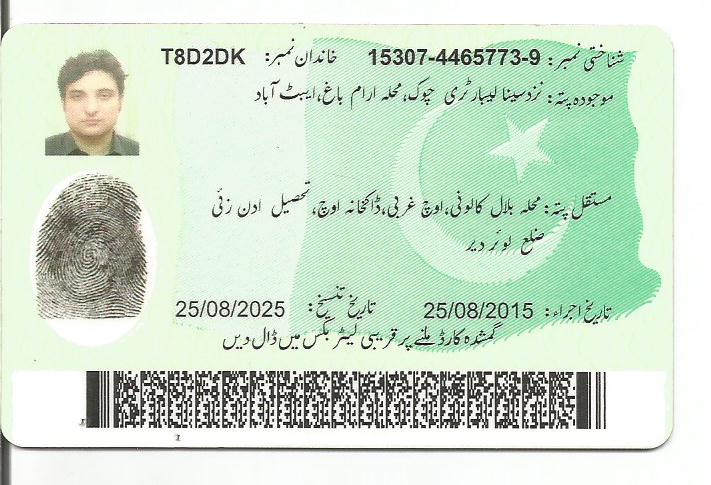 شناختی نمبر: 15307-4465773-9 خاندان نمبر: T8D2DK
موجودہ پتہ: نزدسینا لیبارٹری چوک،محلہ ارام باغ،ایبٹ آباد
مستقل پتہ: محلہ بلال کالونی،اوچ غربی،ڈاکخانہ اوچ، تحصیل ادن زئی
ضلع لوئر دیر
تاریخ اجراء: 25/08/2015 تاریخ تنسیخ: 25/08/2025
گمشدہ کارڈ ملنے پر قریبی لیٹر بکس میں ڈال دیں